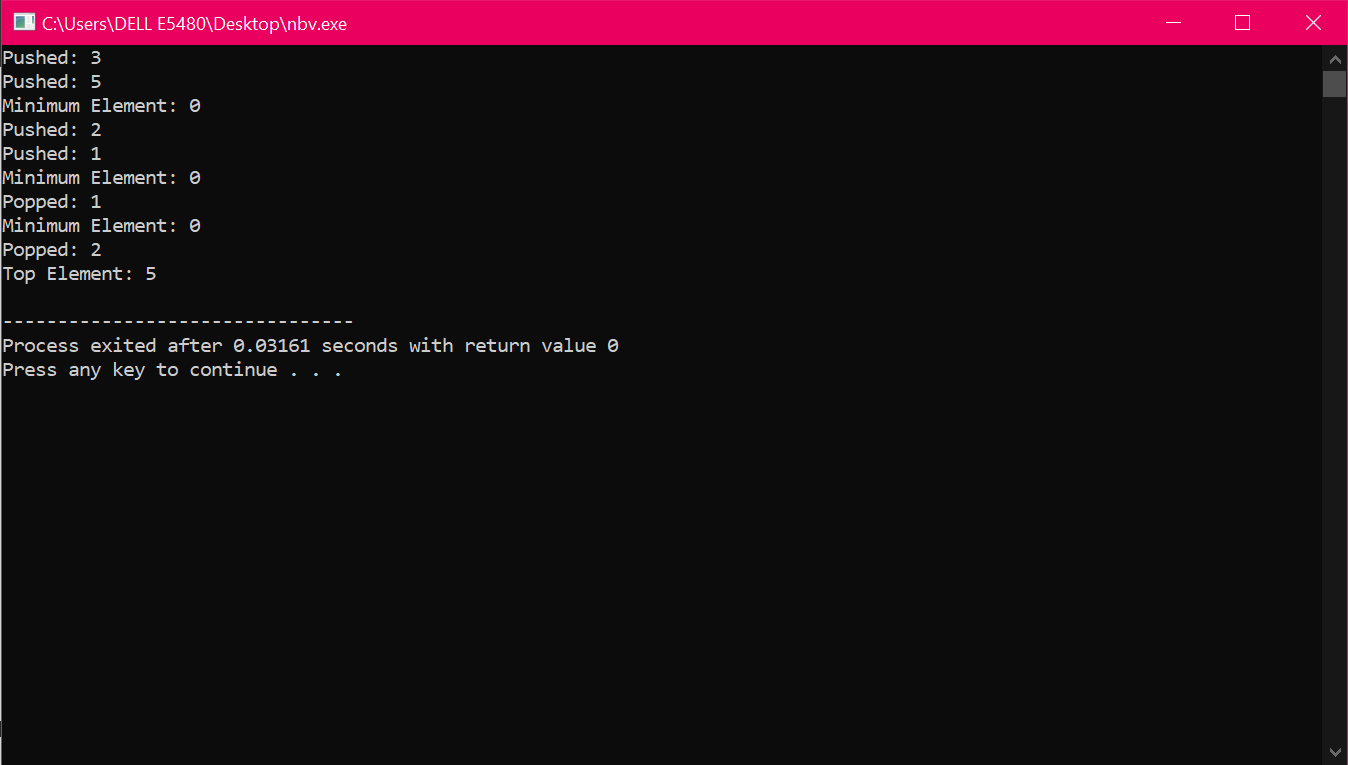 C:\Users\DELL E5480\Desktop\nbv.exe
Pushed: 3
Pushed: 5
Minimum Element: 0
Pushed: 2
Pushed: 1
Minimum Element: 0
Popped: 1
Minimum Element: 0
Popped: 2
Top Element: 5
--------------------------------
Process exited after 0.03161 seconds with return value 0
Press any key to continue . . .